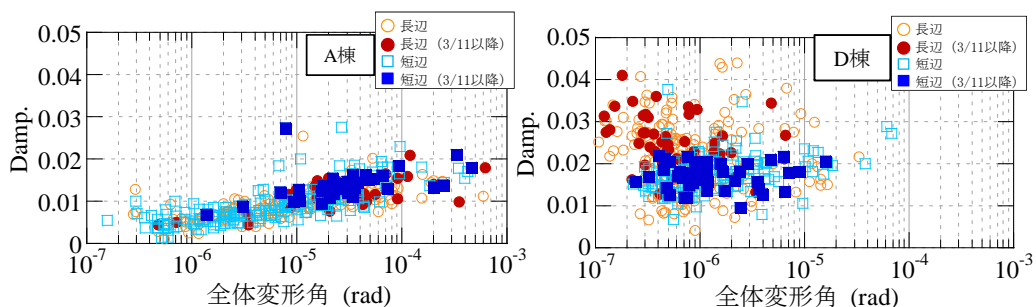 0.05
0.04
0.03
0.02
0.01
0
Damp.
10-7
10-6
10-5
10-4
10-3
全体変形角 (rad)
A棟
長辺
長辺（3/11以降）
短辺
短辺（3/11以降）
0.05
0.04
0.03
0.02
0.01
0
Damp.
10-7
10-6
10-5
10-4
10-3
全体変形角 (rad)
D棟
長辺
長辺（3/11以降）
短辺
短辺（3/11以降）